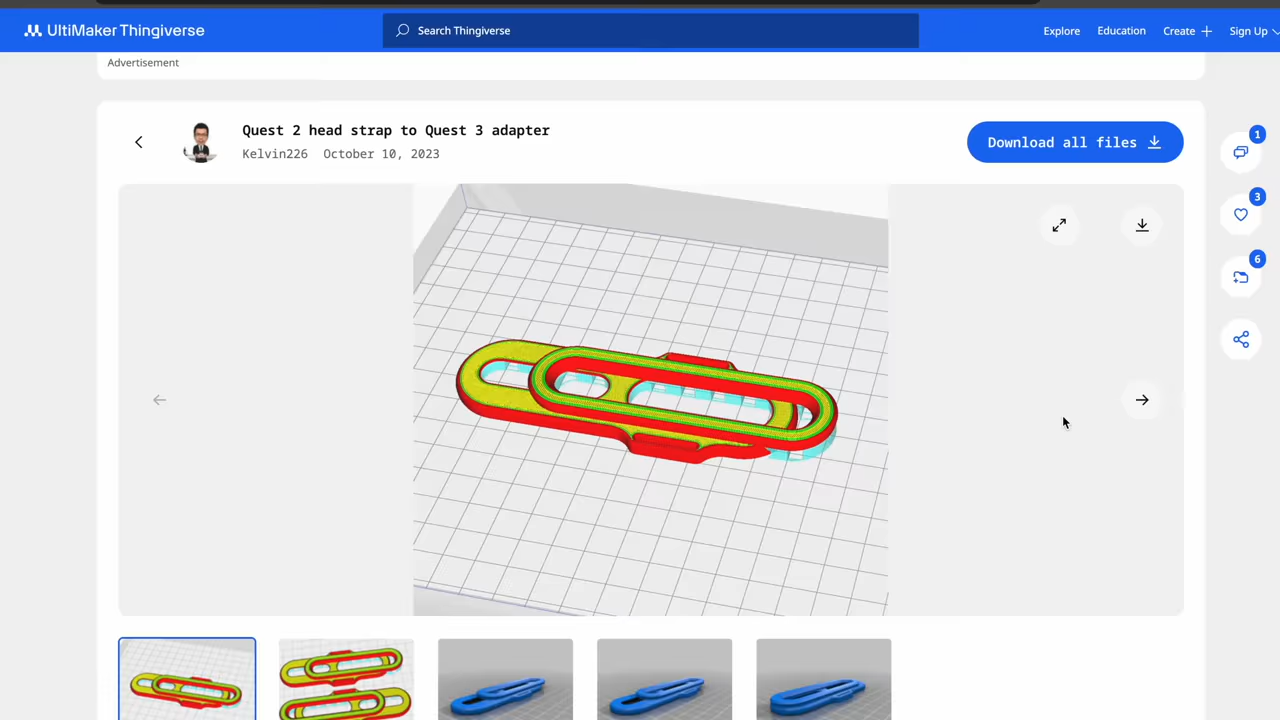 UltiMaker Thingiverse
Search Thingiverse
Explore
Education
Create
Sign Up
Advertisement
Quest 2 head strap to Quest 3 adapter
Kelvin226 October 10, 2023
Download all files
1
3
6